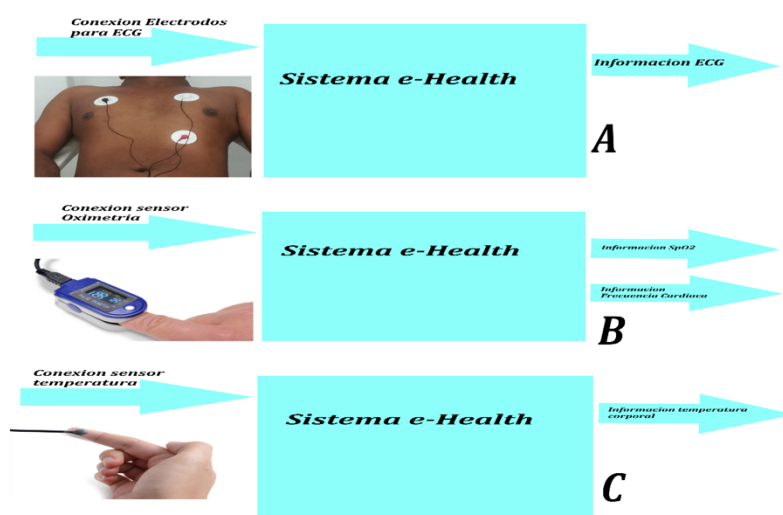 Conexion Electrodos
para ECG
Sistema e-Health
Informacion ECG
A
Conexion sensor
Oximetria
Sistema e-Health
Informacion SpO2
Informacion
Frecuencia Cardiaca
B
Conexion sensor
temperatura
Sistema e-Health
Informacion temperatura
corporal
C